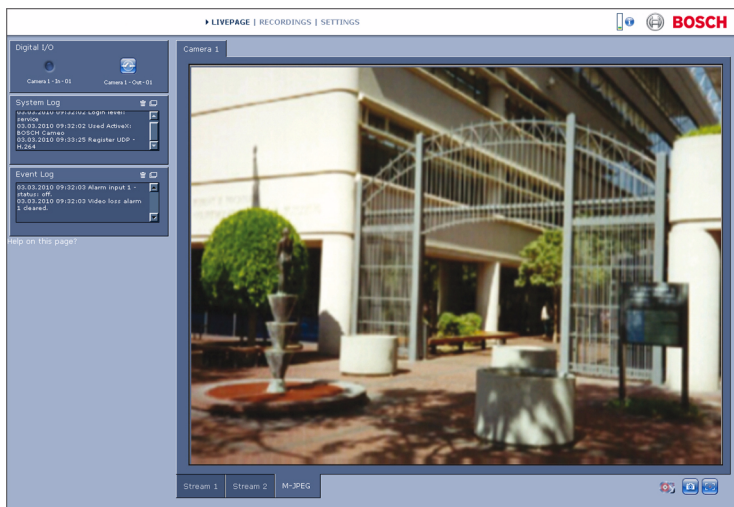 LIVEPAGE | RECORDINGS | SETTINGS
BOSCH
Digital I/O
Camera 1 - In - 01
Camera 1 - Out - 01
System Log
03.03.2010 09:32:02 Login level:
service
03.03.2010 09:32:02 Used ActiveX:
BOSCH Cameo
03.03.2010 09:33:25 Register UDP -
H.264
Event Log
03.03.2010 09:32:03 Alarm input 1 -
status: off.
03.03.2010 09:32:03 Video loss alarm
1 cleared.
Help on this page?
Camera 1
Stream 1
Stream 2
M-JPEG